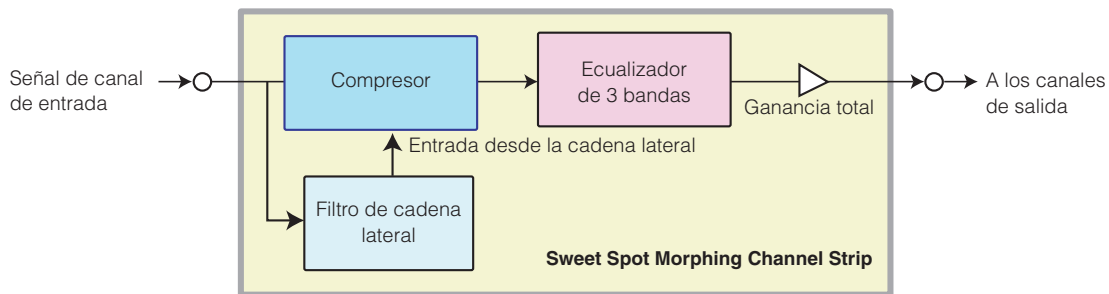 Señal de canal
de entrada
Compresor
Ecualizador
de 3 bandas
Ganancia total
A los canales
de salida
Entrada desde la cadena lateral
Filtro de cadena
lateral
Sweet Spot Morphing Channel Strip